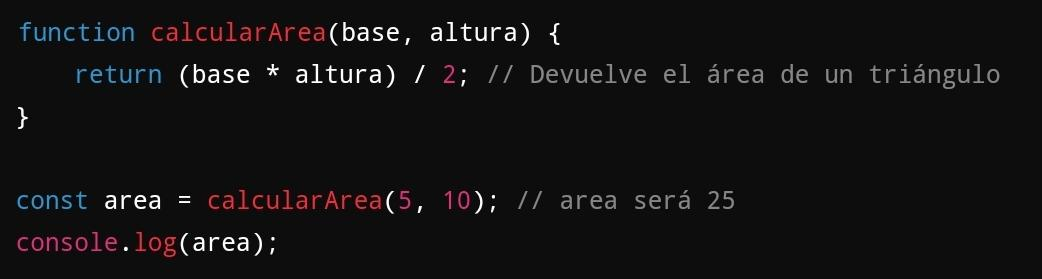 function calcularArea(base, altura) {
    return (base * altura) / 2; // Devuelve el área de un triángulo
}

const area = calcularArea(5, 10); // area será 25
console.log(area);